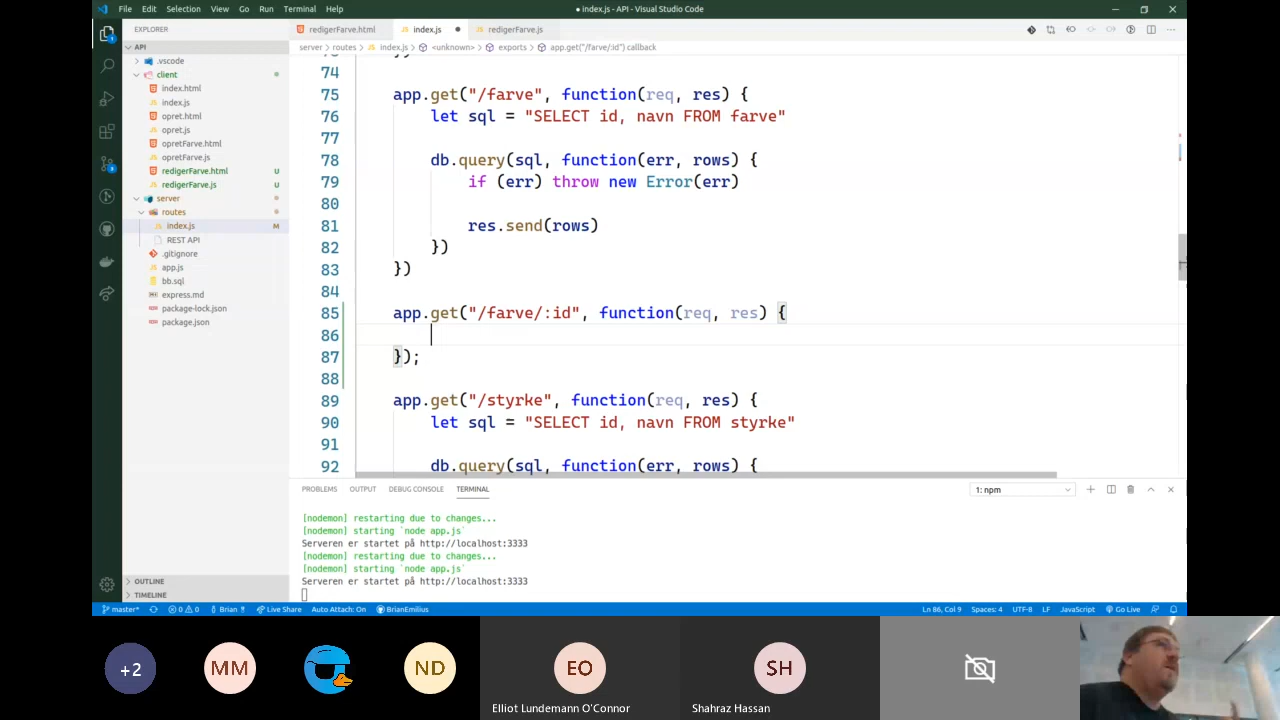 File Edit Selection View Go Run Terminal Help
● index.js - API - Visual Studio Code
EXPLORER
redigerFarve.html
index.js
redigerFarve.js
API
server > routes > index.js > <unknown> > exports > app.get("/farve/:id") callback
.vscode
client
index.html
index.js
opret.html
opret.js
opretFarve.html
opretFarve.js
redigerFarve.html U
redigerFarve.js U
server
routes
index.js M
REST API
.gitignore
app.js
bb.sql
express.md
package-lock.json
package.json
OUTLINE
TIMELINE
74
75 app.get("/farve", function(req, res) {
76 let sql = "SELECT id, navn FROM farve"
77
78 db.query(sql, function(err, rows) {
79 if (err) throw new Error(err)
80
81 res.send(rows)
82 })
83 })
84
85 app.get("/farve/:id", function(req, res) {
86
87 });
88
89 app.get("/styrke", function(req, res) {
90 let sql = "SELECT id, navn FROM styrke"
91
92 db.query(sql, function(err, rows) {
PROBLEMS OUTPUT DEBUG CONSOLE TERMINAL
1: npm
[nodemon] restarting due to changes...
[nodemon] starting `node app.js`
Serveren er startet på http://localhost:3333
[nodemon] restarting due to changes...
[nodemon] starting `node app.js`
Serveren er startet på http://localhost:3333
master* 0 0 Brian Live Share Auto Attach: On BrianEmilius
Ln 86, Col 9 Spaces: 4 UTF-8 LF JavaScript Go Live
+2
MM
ND
EO
SH
Elliot Lundemann O'Connor
Shahraz Hassan